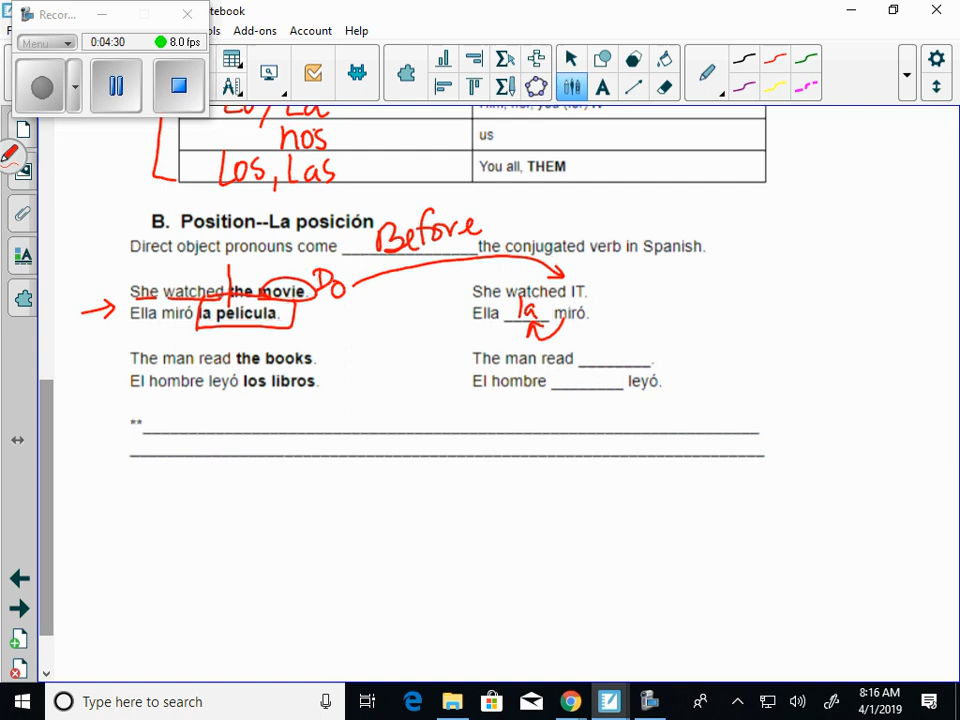 Recor...
Notebook
Menu
0:04:30
8.0 fps
Add-ons
Account
Help
Lo, La
nos
us
Los, Las
You all, THEM
B. Position--La posición
Direct object pronouns come Before the conjugated verb in Spanish.
She watched the movie. DO
She watched IT.
Ella miró la película.
Ella la miró.
The man read the books.
The man read ________.
El hombre leyó los libros.
El hombre ________ leyó.
**
Type here to search
8:16 AM
4/1/2019